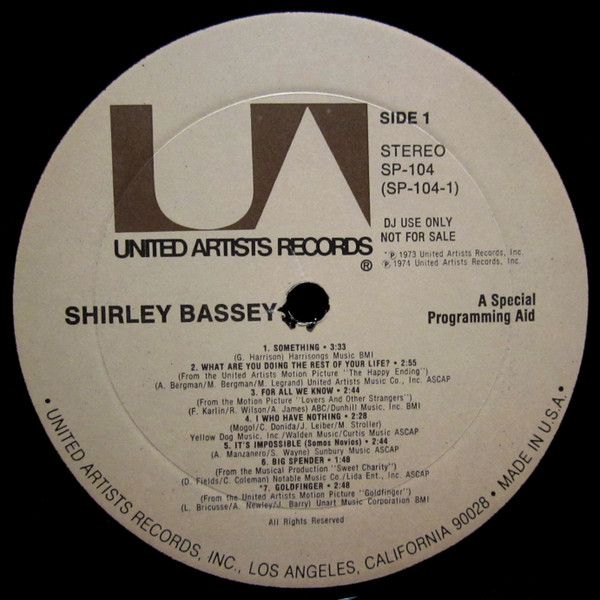 UA
SIDE 1
STEREO
SP-104
(SP-104-1)
DJ USE ONLY
NOT FOR SALE
UNITED ARTISTS RECORDS
®
*℗ 1973 United Artists Records, Inc.
℗ 1971 United Artists Records, Inc.
SHIRLEY BASSEY
A Special
Programming Aid
1. SOMETHING • 3:33
(G. Harrison) Harrisongs Music BMI
2. WHAT ARE YOU DOING THE REST OF YOUR LIFE? • 2:55
(From the United Artists Motion Picture "The Happy Ending")
(A. Bergman/M. Bergman/M. Legrand) United Artists Music Co., Inc. ASCAP
3. FOR ALL WE KNOW • 2:44
(From the Motion Picture "Lovers And Other Strangers")
(F. Karlin/R. Wilson/A. James) ABC/Dunhill Music, Inc. BMI
4. I WHO HAVE NOTHING • 2:28
(Mogol/C. Donida/J. Leiber/M. Stroller)
Yellow Dog Music, Inc./Walden Music/Curtis Music ASCAP
5. IT'S IMPOSSIBLE (Somos Novios) • 2:44
(A. Manzanero/S. Wayne) Sunbury Music ASCAP
6. BIG SPENDER • 1:48
(From the Musical Production "Sweet Charity")
(D. Fields/C. Coleman) Notable Music Co./Lida Ent., Inc. ASCAP
*7. GOLDFINGER • 2:48
(From the United Artists Motion Picture "Goldfinger")
(L. Bricusse/A. Newley/J. Barry) Unart Music Corporation BMI
All Rights Reserved
• UNITED ARTISTS RECORDS, INC., LOS ANGELES, CALIFORNIA 90028 • MADE IN U.S.A. •